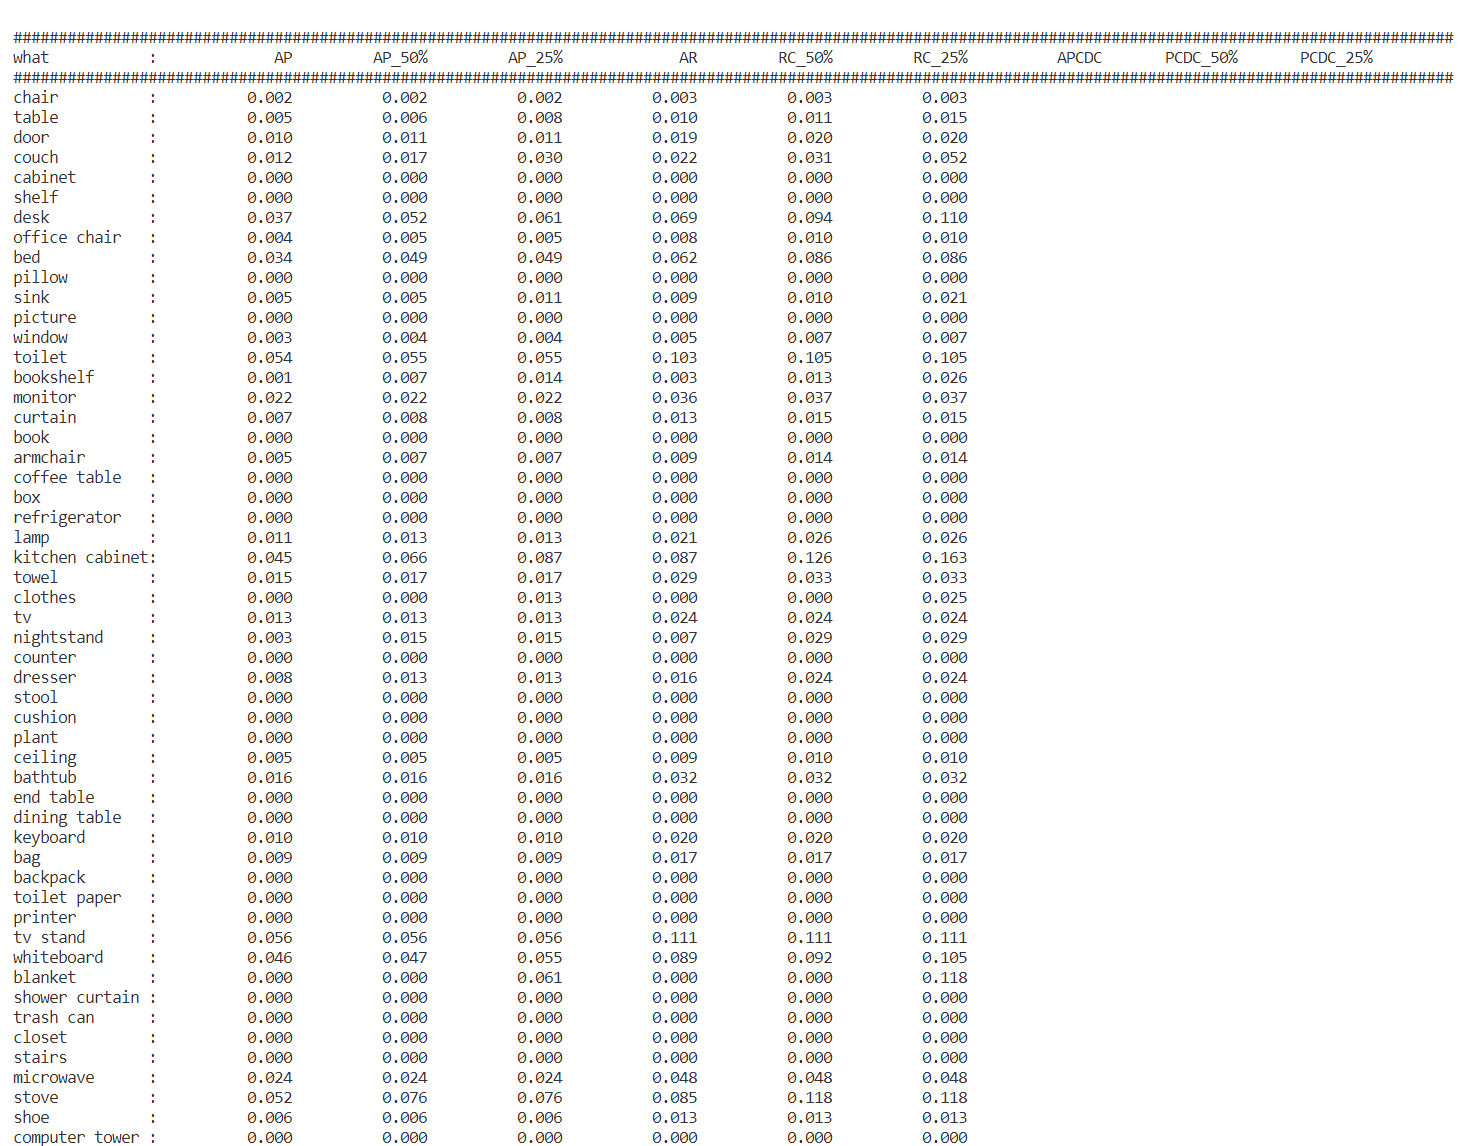 ################################################################################################################################################################
what           :             AP         AP_50%         AP_25%             AR         RC_50%         RC_25%          APCDC       PCDC_50%       PCDC_25%
################################################################################################################################################################
chair          :          0.002          0.002          0.002          0.003          0.003          0.003
table          :          0.005          0.006          0.008          0.010          0.011          0.015
door           :          0.010          0.011          0.011          0.019          0.020          0.020
couch          :          0.012          0.017          0.030          0.022          0.031          0.052
cabinet        :          0.000          0.000          0.000          0.000          0.000          0.000
shelf          :          0.000          0.000          0.000          0.000          0.000          0.000
desk           :          0.037          0.052          0.061          0.069          0.094          0.110
office chair   :          0.004          0.005          0.005          0.008          0.010          0.010
bed            :          0.034          0.049          0.049          0.062          0.086          0.086
pillow         :          0.000          0.000          0.000          0.000          0.000          0.000
sink           :          0.005          0.005          0.011          0.009          0.010          0.021
picture        :          0.000          0.000          0.000          0.000          0.000          0.000
window         :          0.003          0.004          0.004          0.005          0.007          0.007
toilet         :          0.054          0.055          0.055          0.103          0.105          0.105
bookshelf      :          0.001          0.007          0.014          0.003          0.013          0.026
monitor        :          0.022          0.022          0.022          0.036          0.037          0.037
curtain        :          0.007          0.008          0.008          0.013          0.015          0.015
book           :          0.000          0.000          0.000          0.000          0.000          0.000
armchair       :          0.005          0.007          0.007          0.009          0.014          0.014
coffee table   :          0.000          0.000          0.000          0.000          0.000          0.000
box            :          0.000          0.000          0.000          0.000          0.000          0.000
refrigerator   :          0.000          0.000          0.000          0.000          0.000          0.000
lamp           :          0.011          0.013          0.013          0.021          0.026          0.026
kitchen cabinet:          0.045          0.066          0.087          0.087          0.126          0.163
towel          :          0.015          0.017          0.017          0.029          0.033          0.033
clothes        :          0.000          0.000          0.013          0.000          0.000          0.025
tv             :          0.013          0.013          0.013          0.024          0.024          0.024
nightstand     :          0.003          0.015          0.015          0.007          0.029          0.029
counter        :          0.000          0.000          0.000          0.000          0.000          0.000
dresser        :          0.008          0.013          0.013          0.016          0.024          0.024
stool          :          0.000          0.000          0.000          0.000          0.000          0.000
cushion        :          0.000          0.000          0.000          0.000          0.000          0.000
plant          :          0.000          0.000          0.000          0.000          0.000          0.000
ceiling        :          0.005          0.005          0.005          0.009          0.010          0.010
bathtub        :          0.016          0.016          0.016          0.032          0.032          0.032
end table      :          0.000          0.000          0.000          0.000          0.000          0.000
dining table   :          0.000          0.000          0.000          0.000          0.000          0.000
keyboard       :          0.010          0.010          0.010          0.020          0.020          0.020
bag            :          0.009          0.009          0.009          0.017          0.017          0.017
backpack       :          0.000          0.000          0.000          0.000          0.000          0.000
toilet paper   :          0.000          0.000          0.000          0.000          0.000          0.000
printer        :          0.000          0.000          0.000          0.000          0.000          0.000
tv stand       :          0.056          0.056          0.056          0.111          0.111          0.111
whiteboard     :          0.046          0.047          0.055          0.089          0.092          0.105
blanket        :          0.000          0.000          0.061          0.000          0.000          0.118
shower curtain :          0.000          0.000          0.000          0.000          0.000          0.000
trash can      :          0.000          0.000          0.000          0.000          0.000          0.000
closet         :          0.000          0.000          0.000          0.000          0.000          0.000
stairs         :          0.000          0.000          0.000          0.000          0.000          0.000
microwave      :          0.024          0.024          0.024          0.048          0.048          0.048
stove          :          0.052          0.076          0.076          0.085          0.118          0.118
shoe           :          0.006          0.006          0.006          0.013          0.013          0.013
computer tower :          0.000          0.000          0.000          0.000          0.000          0.000